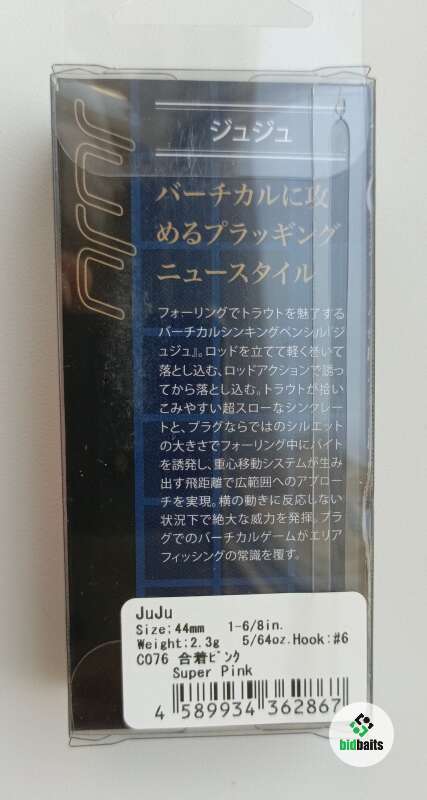 JUJU
ジュジュ
バーチカルに攻
めるプラッギング
ニュースタイル
フォーリングでトラウトを魅了する
バーチカルシンキングペンシル『ジ
ュジュ』。ロッドを立てて軽く巻いて
落とし込む、ロッドアクションで誘っ
てから落とし込む。トラウトが拾い
こみやすい超スローなシンクレー
トと、プラグならではのシルエット
の大きさでフォーリング中にバイト
を誘発し、重心移動システムが生み
出す飛距離で広範囲へのアプロー
チを実現。横の動きに反応しない
状況下で絶大な威力を発揮。プラ
グでのバーチカルゲームがエリア
フィッシングの常識を覆す。
JuJu
Size:44mm 1-6/8in.
Weight:2.3g 5/64oz.Hook:#6
C076 合着ﾋﾟﾝｸ
Super Pink
4 589934 362867
bidbaits